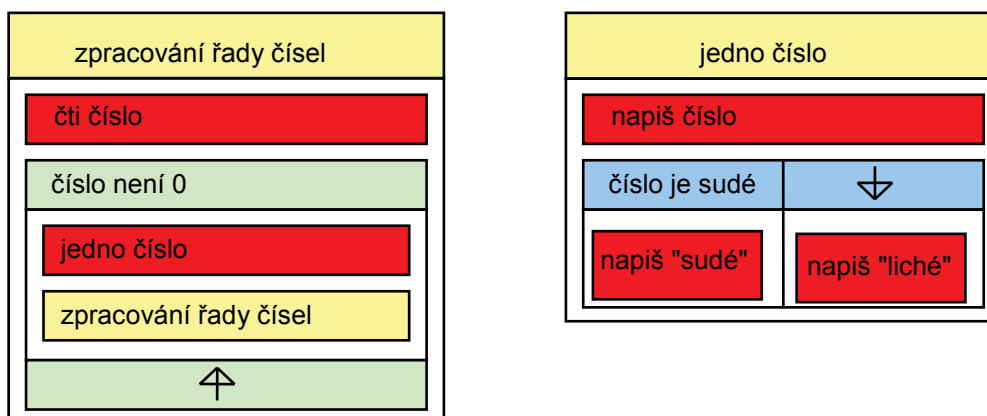 zpracování řady čísel
čti číslo
číslo není 0
jedno číslo
zpracování řady čísel
jedno číslo
napiš číslo
číslo je sudé
napiš "sudé"
napiš "liché"